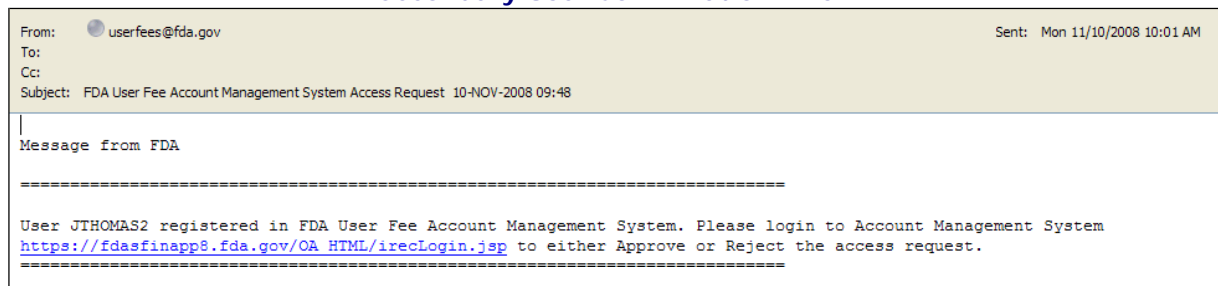 From: userfees@fda.gov Sent: Mon 11/10/2008 10:01 AM
To:
Cc:
Subject: FDA User Fee Account Management System Access Request 10-NOV-2008 09:48
Message from FDA
================================================================================
User JTHOMAS2 registered in FDA User Fee Account Management System. Please login to Account Management System
https://fdasfinapp8.fda.gov/OA_HTML/irecLogin.jsp to either Approve or Reject the access request.
================================================================================